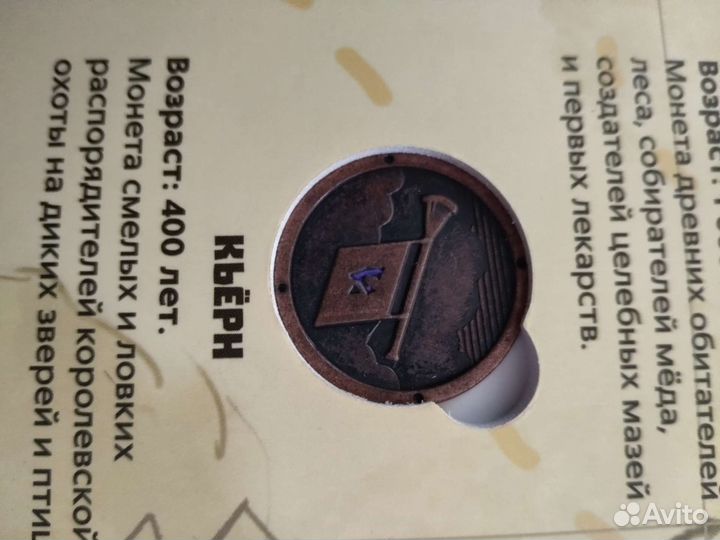 Возраст:
Монета древних обитателей
леса, собирателей мёда,
создателей целебных мазей
и первых лекарств.
КЬЁРН
Возраст: 400 лет.
Монета смелых и ловких
распорядителей королевской
охоты на диких зверей и
Avito